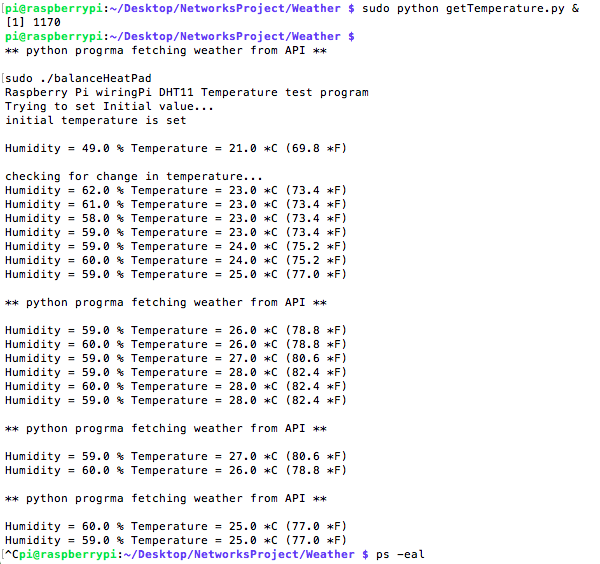 [pi@raspberrypi:~/Desktop/NetworksProject/Weather $ sudo python getTemperature.py &
[1] 1170
pi@raspberrypi:~/Desktop/NetworksProject/Weather $
** python progrma fetching weather from API **
[sudo ./balanceHeatPad
Raspberry Pi wiringPi DHT11 Temperature test program
Trying to set Initial value...
initial temperature is set
Humidity = 49.0 % Temperature = 21.0 *C (69.8 *F)
checking for change in temperature...
Humidity = 62.0 % Temperature = 23.0 *C (73.4 *F)
Humidity = 61.0 % Temperature = 23.0 *C (73.4 *F)
Humidity = 58.0 % Temperature = 23.0 *C (73.4 *F)
Humidity = 59.0 % Temperature = 23.0 *C (73.4 *F)
Humidity = 59.0 % Temperature = 24.0 *C (75.2 *F)
Humidity = 60.0 % Temperature = 24.0 *C (75.2 *F)
Humidity = 59.0 % Temperature = 25.0 *C (77.0 *F)
** python progrma fetching weather from API **
Humidity = 59.0 % Temperature = 26.0 *C (78.8 *F)
Humidity = 60.0 % Temperature = 26.0 *C (78.8 *F)
Humidity = 59.0 % Temperature = 27.0 *C (80.6 *F)
Humidity = 59.0 % Temperature = 28.0 *C (82.4 *F)
Humidity = 60.0 % Temperature = 28.0 *C (82.4 *F)
Humidity = 59.0 % Temperature = 28.0 *C (82.4 *F)
** python progrma fetching weather from API **
Humidity = 59.0 % Temperature = 27.0 *C (80.6 *F)
Humidity = 60.0 % Temperature = 26.0 *C (78.8 *F)
** python progrma fetching weather from API **
Humidity = 60.0 % Temperature = 25.0 *C (77.0 *F)
Humidity = 59.0 % Temperature = 25.0 *C (77.0 *F)
[^Cpi@raspberrypi:~/Desktop/NetworksProject/Weather $ ps -eal